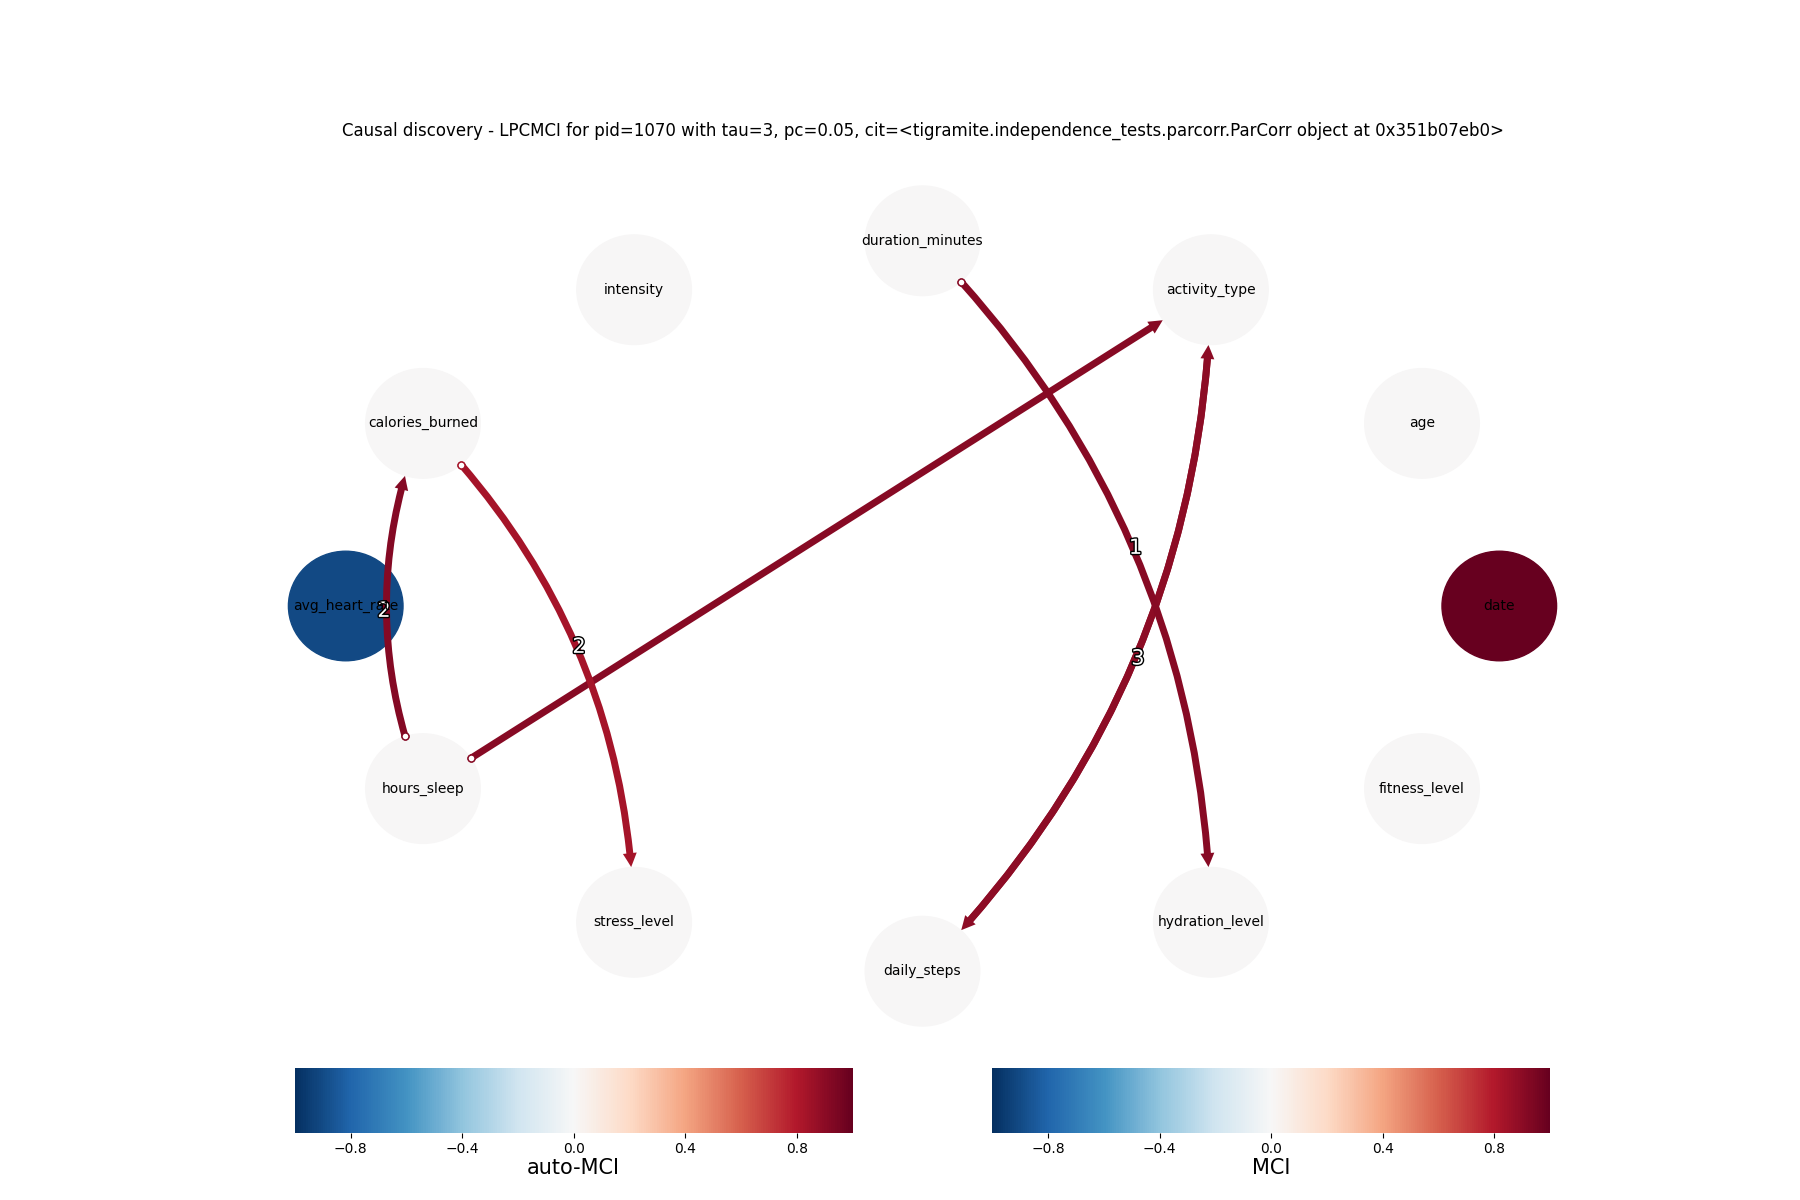 Causal discovery - LPCMCI for pid=1070 with tau=3, pc=0.05, cit=<tigramite.independence_tests.parcorr.ParCorr object at 0x351b07eb0>
duration_minutes
intensity
activity_type
calories_burned
age
1
avg_heart_rate
2
date
2
3
hours_sleep
fitness_level
stress_level
hydration_level
daily_steps
−0.8 −0.4 0.0 0.4 0.8
auto-MCI
−0.8 −0.4 0.0 0.4 0.8
MCI